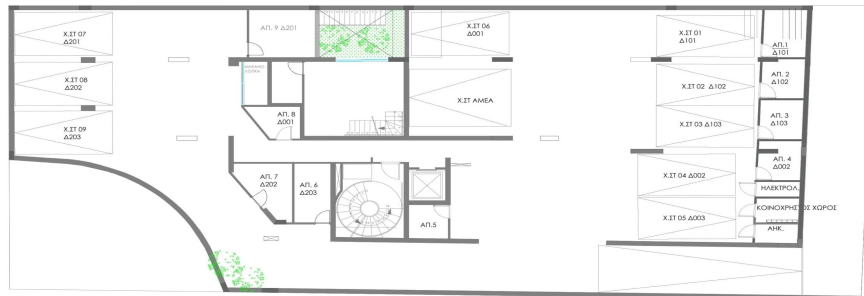 Χ.ΣΤ 07
Δ201
ΑΠ. 9 Δ201
Χ.ΣΤ 06
Δ001
Χ.ΣΤ 01
Δ101
ΑΠ.1
Δ101
Χ.ΣΤ 08
Δ202
Χ.ΣΤ ΑΜΕΑ
Χ.ΣΤ 02 Δ102
ΑΠ. 2
Δ102
Χ.ΣΤ 09
Δ203
ΑΠ. 8
Δ001
Χ.ΣΤ 03 Δ103
ΑΠ. 3
Δ103
ΑΠ. 7
Δ202
ΑΠ. 6
Δ203
Χ.ΣΤ 04 Δ002
ΑΠ. 4
Δ002
ΗΛΕΚΤΡΟΛ.
ΑΠ.5
Χ.ΣΤ 05 Δ003
ΚΟΙΝΟΧΡΗΣΤΟΣ ΧΩΡΟΣ
ΑΗΚ.